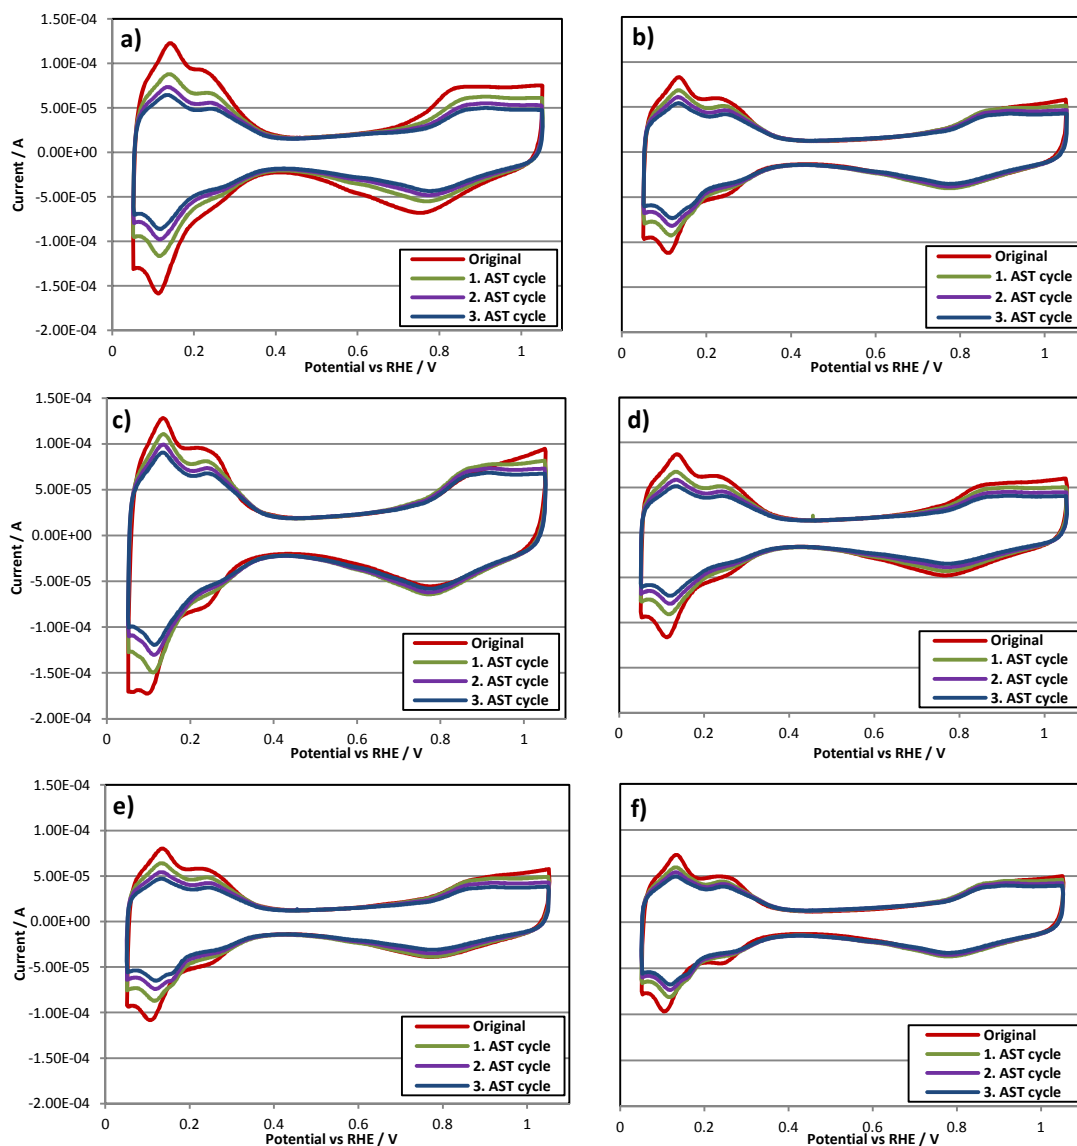 a)
1.50E-04
1.00E-04
5.00E-05
0.00E+00
-5.00E-05
-1.00E-04
-1.50E-04
-2.00E-04
Current / A
Original
1. AST cycle
2. AST cycle
3. AST cycle
0 0.2 0.4 0.6 0.8 1
Potential vs RHE / V
b)
Original
1. AST cycle
2. AST cycle
3. AST cycle
0 0.2 0.4 0.6 0.8 1
Potential vs RHE / V
c)
1.50E-04
1.00E-04
5.00E-05
0.00E+00
-5.00E-05
-1.00E-04
-1.50E-04
-2.00E-04
Current / A
Original
1. AST cycle
2. AST cycle
3. AST cycle
0 0.2 0.4 0.6 0.8 1
Potential vs RHE / V
d)
Original
1. AST cycle
2. AST cycle
3. AST cycle
0 0.2 0.4 0.6 0.8 1
Potential vs RHE / V
e)
1.50E-04
1.00E-04
5.00E-05
0.00E+00
-5.00E-05
-1.00E-04
-1.50E-04
-2.00E-04
Current / A
Original
1. AST cycle
2. AST cycle
3. AST cycle
0 0.2 0.4 0.6 0.8 1
Potential vs RHE / V
f)
Original
1. AST cycle
2. AST cycle
3. AST cycle
0 0.2 0.4 0.6 0.8 1
Potential vs RHE / V